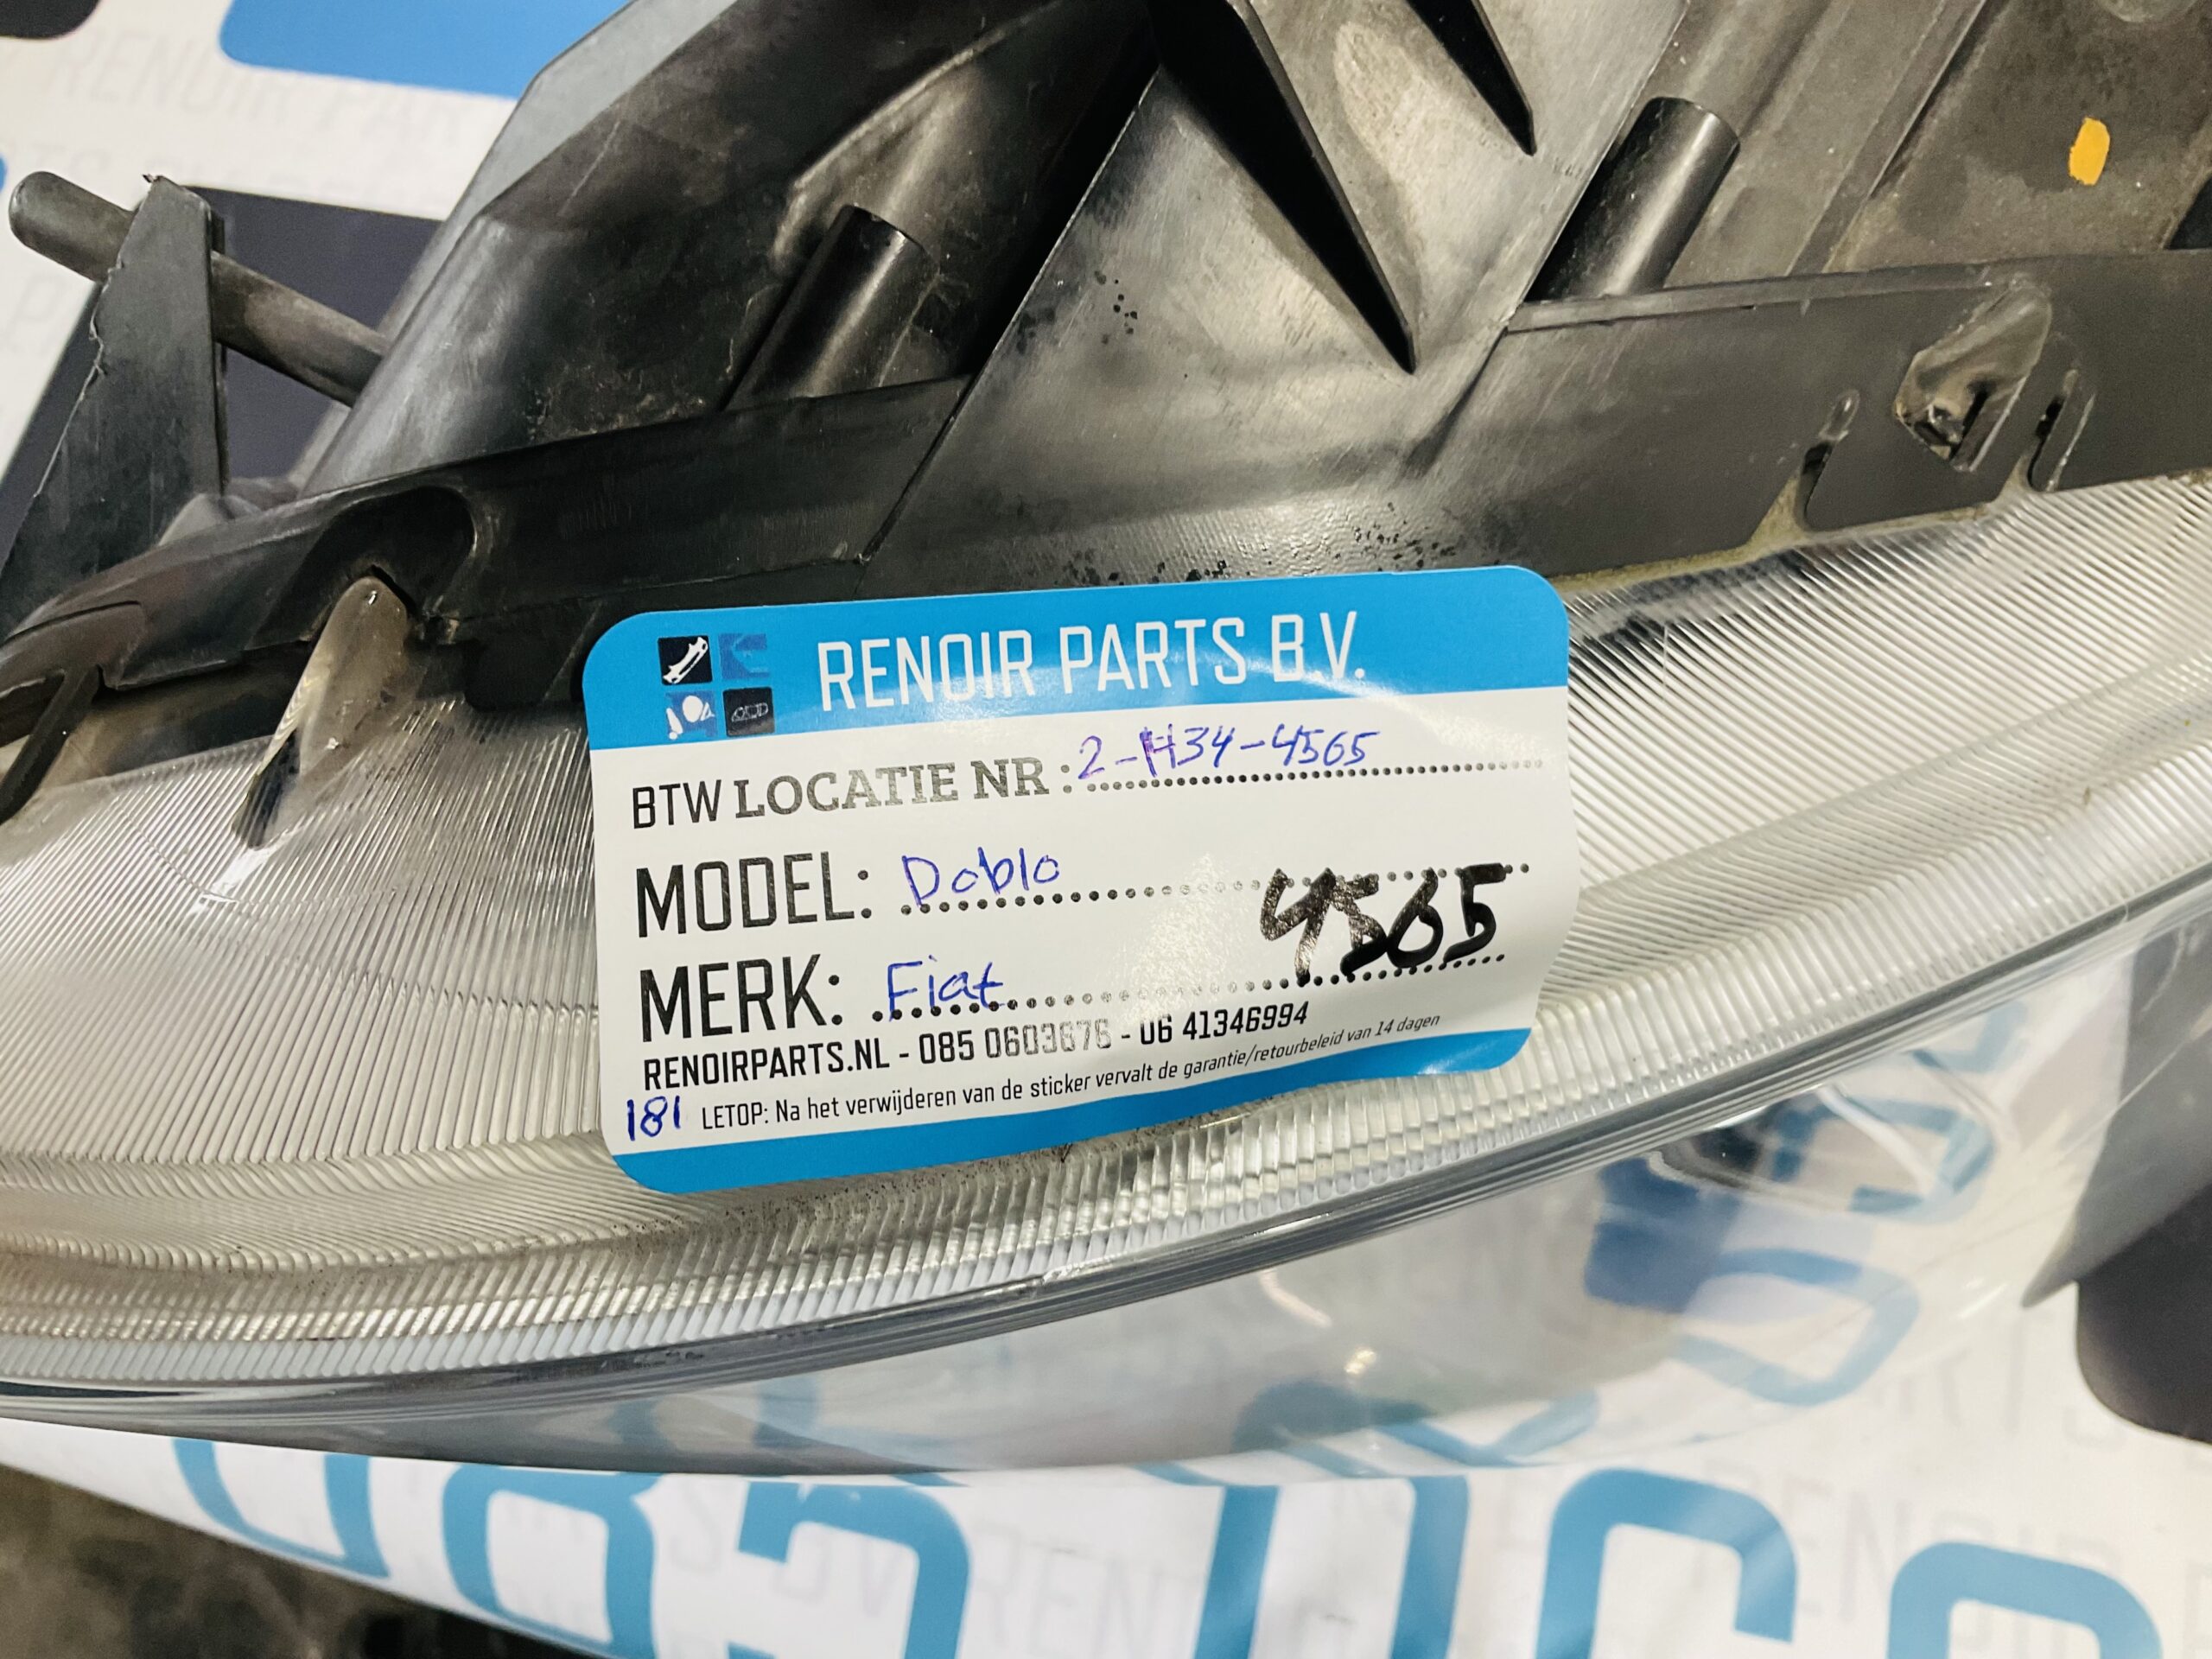 RENOIR PARTS B.V.
BTW LOCATIE NR : 2-H34-4565
MODEL: Doblo
4565
MERK: Fiat
RENOIRPARTS.NL - 085 0603676 - 06 41346994
181 LETOP: Na het verwijderen van de sticker vervalt de garantie/retourbeleid van 14 dagen
085